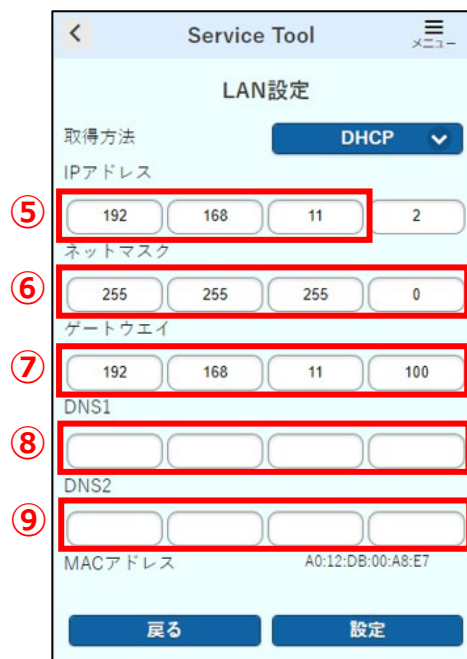 Service Tool
メニュー
LAN設定
取得方法 DHCP
IPアドレス
⑤ 192 168 11 2
ネットマスク
⑥ 255 255 255 0
ゲートウエイ
⑦ 192 168 11 100
DNS1
⑧
DNS2
⑨
MACアドレス A0:12:DB:00:A8:E7
戻る 設定